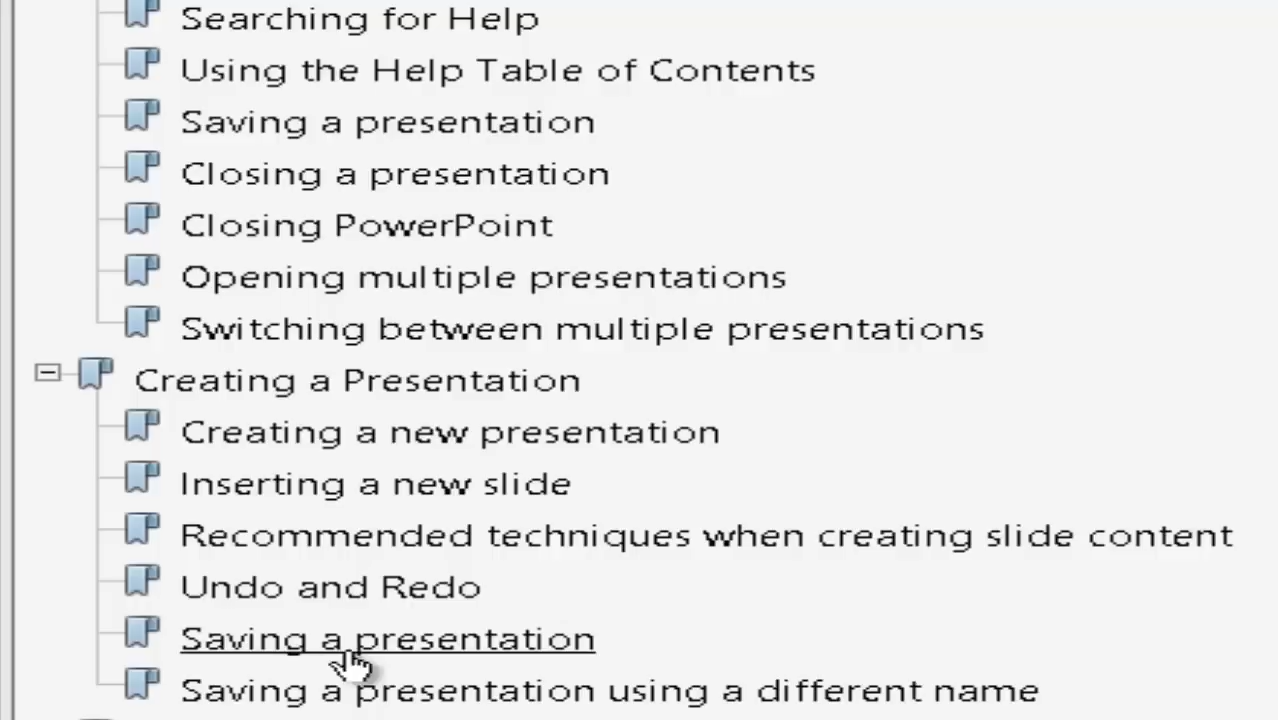 Searching for Help
Using the Help Table of Contents
Saving a presentation
Closing a presentation
Closing PowerPoint
Opening multiple presentations
Switching between multiple presentations
Creating a Presentation
Creating a new presentation
Inserting a new slide
Recommended techniques when creating slide content
Undo and Redo
Saving a presentation
Saving a presentation using a different name